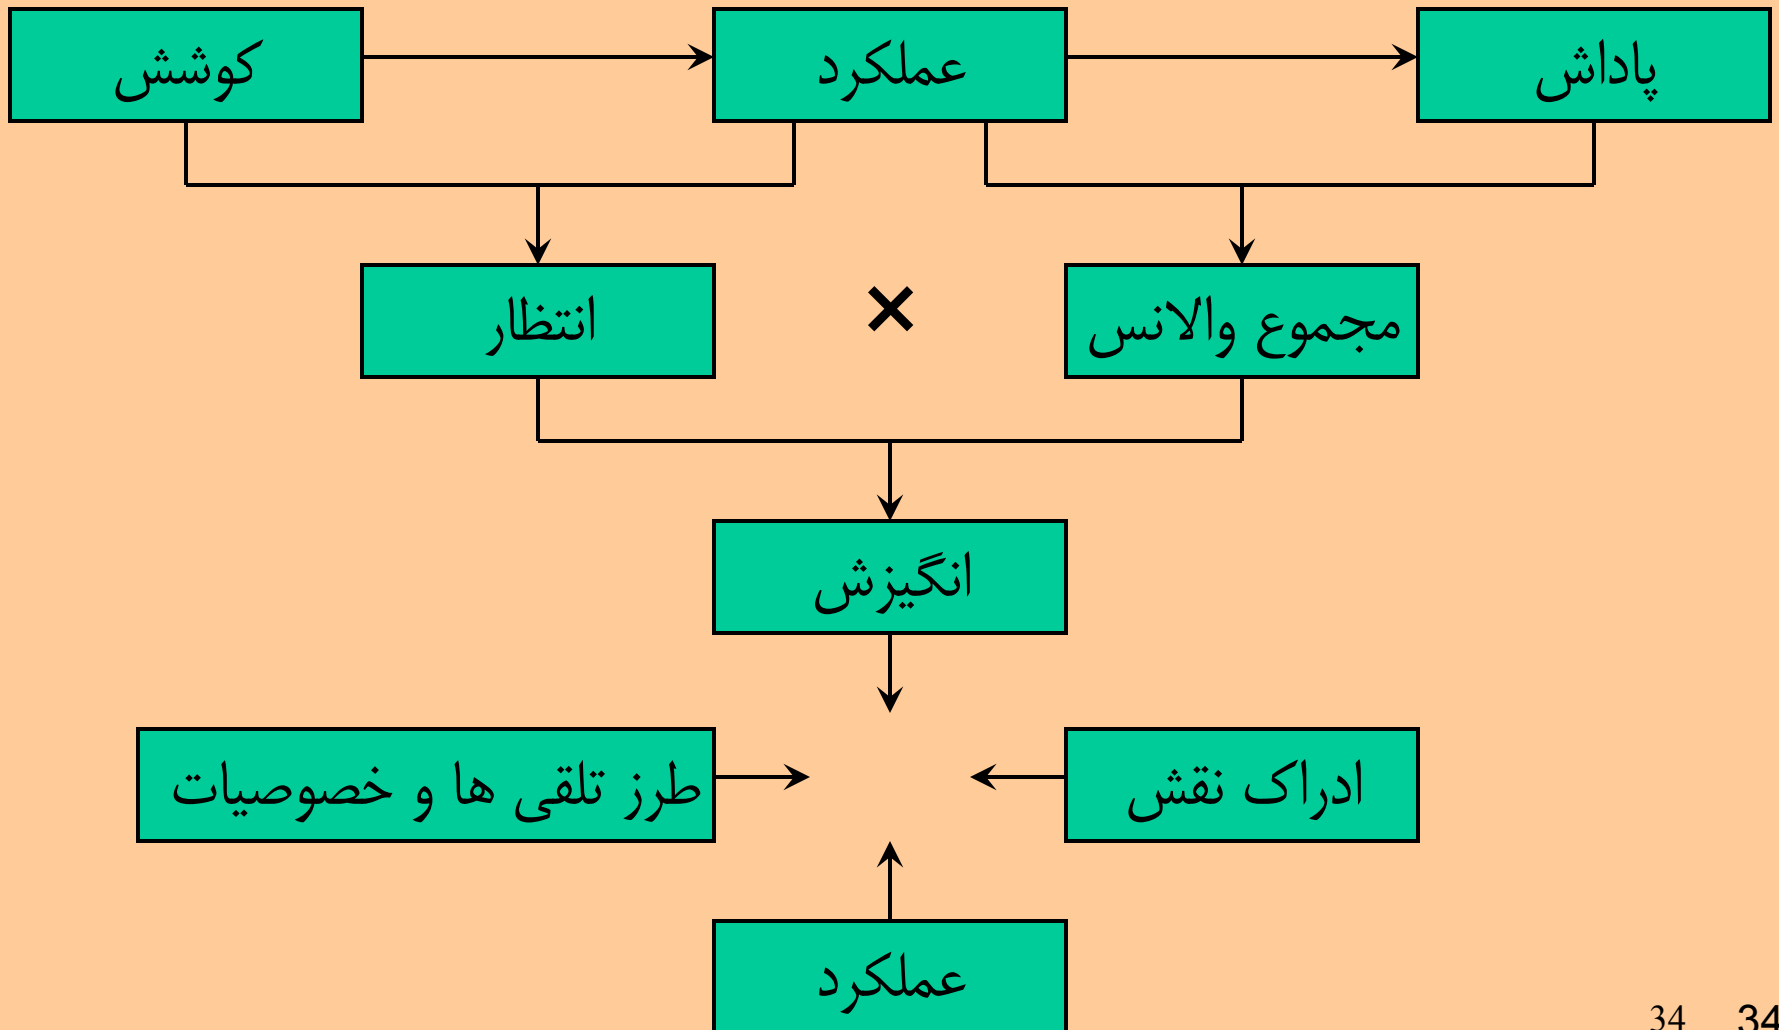 کوشش
عملکرد
پاداش
انتظار
×
مجموع والانس
انگیزش
طرز تلقی ها و خصوصیات
ادراک نقش
عملکرد
34
34